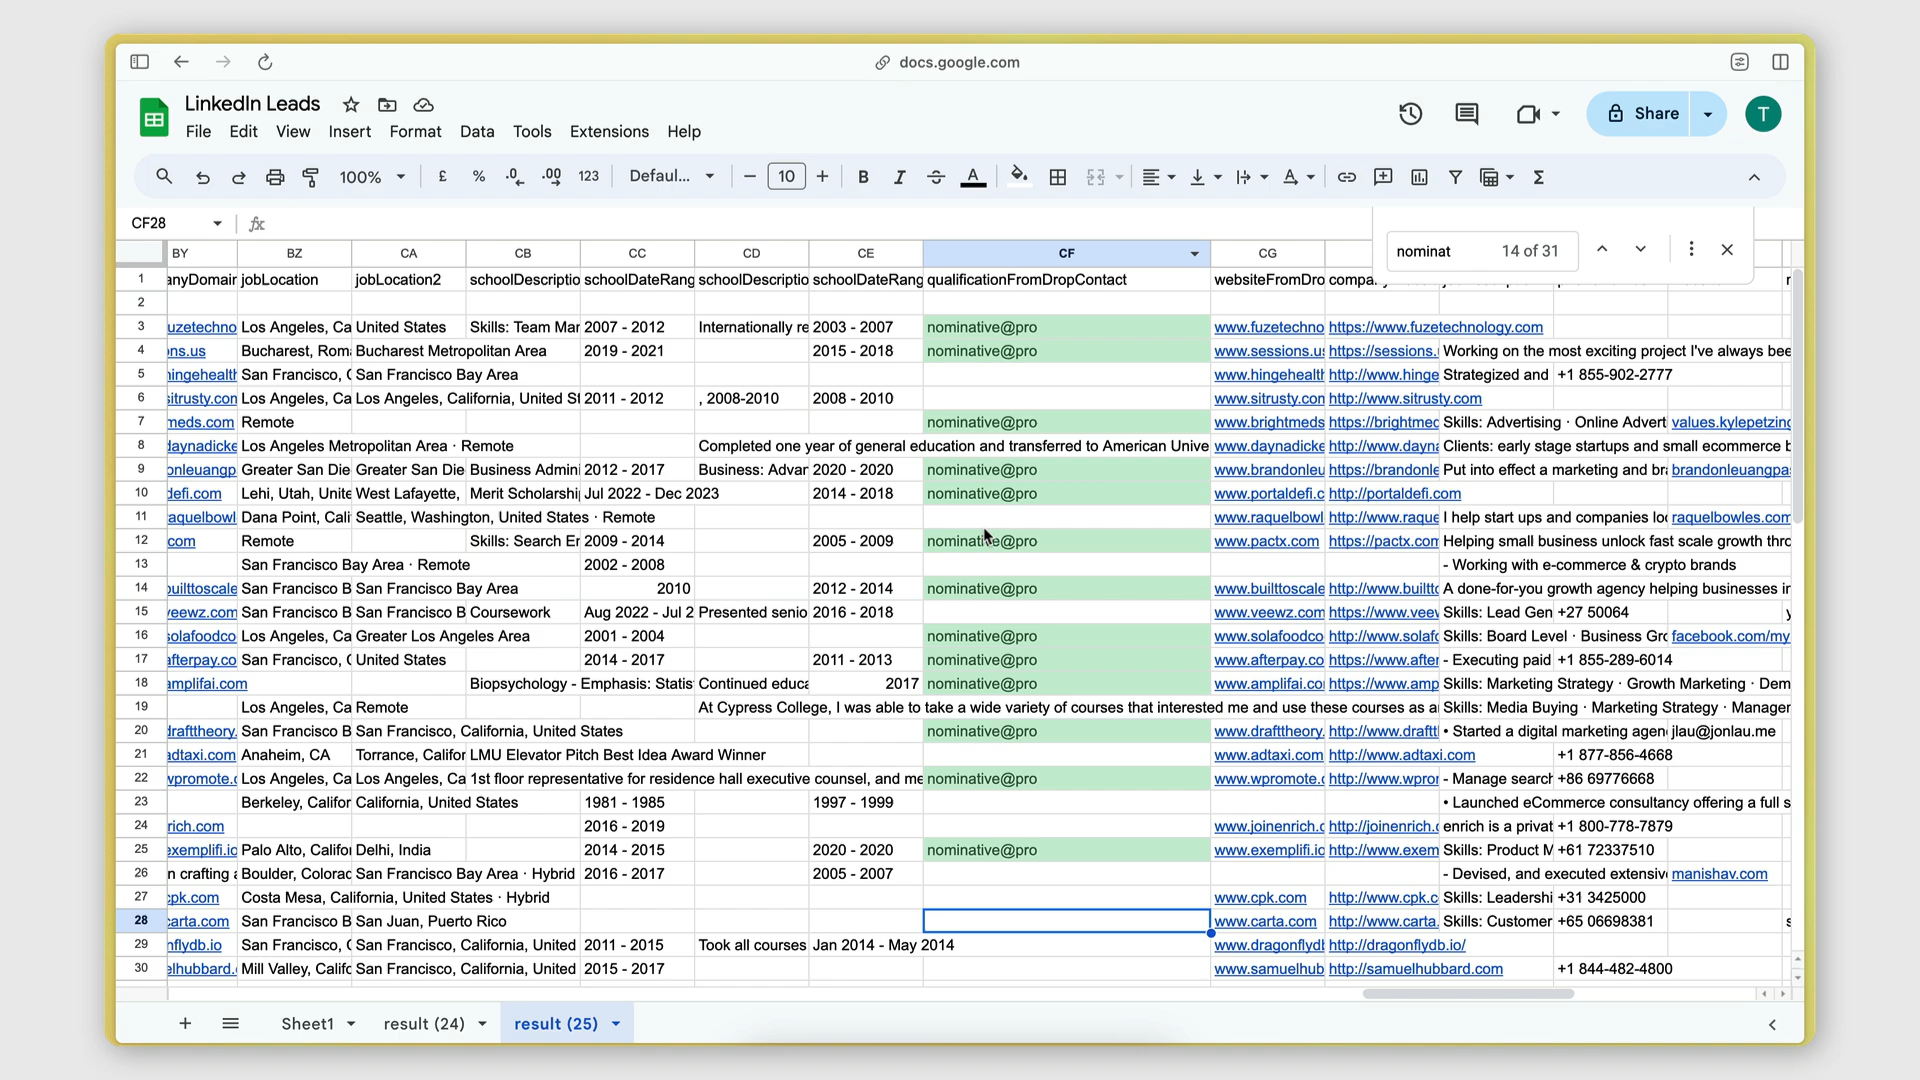 docs.google.com
LinkedIn Leads
Share
T
File Edit View Insert Format Data Tools Extensions Help
100% £ % .0 .00 123 Defaul... 10 B I A
CF28 fx
nominat 14 of 31
BY BZ CA CB CC CD CE CF CG
1 anyDomain jobLocation jobLocation2 schoolDescriptio schoolDateRang schoolDescriptio schoolDateRang qualificationFromDropContact websiteFromDro
2
3 uzetechno Los Angeles, Ca United States Skills: Team Mar 2007 - 2012 Internationally re 2003 - 2007 nominative@pro www.fuzetechno https://www.fuzetechnology.com
4 ons.us Bucharest, Roma Bucharest Metropolitan Area 2019 - 2021 2015 - 2018 nominative@pro www.sessions.us https://sessions. Working on the most exciting project I've always bee
5 hingehealth San Francisco, C San Francisco Bay Area www.hingehealth http://www.hinge Strategized and +1 855-902-2777
6 sitrusty.com Los Angeles, Ca Los Angeles, California, United St 2011 - 2012 , 2008-2010 2008 - 2010 www.sitrusty.com http://www.sitrusty.com
7 meds.com Remote nominative@pro www.brightmeds https://brightmed Skills: Advertising · Online Adverti values.kylepetzing
8 daynadicke Los Angeles Metropolitan Area · Remote Completed one year of general education and transferred to American Unive www.daynadicke http://www.dayna Clients: early stage startups and small ecommerce b
9 onleuangp Greater San Die Greater San Die Business Admini 2012 - 2017 Business: Advar 2020 - 2020 nominative@pro www.brandonleu https://brandonle Put into effect a marketing and bra brandonleuangpas
10 defi.com Lehi, Utah, Unite West Lafayette, Merit Scholarshi Jul 2022 - Dec 2023 2014 - 2018 nominative@pro www.portaldefi.c http://portaldefi.com
11 raquelbowl Dana Point, Cali Seattle, Washington, United States · Remote www.raquelbowl http://www.raque I help start ups and companies loo raquelbowles.com
12 com Remote Skills: Search En 2009 - 2014 2005 - 2009 nominative@pro www.pactx.com https://pactx.com Helping small business unlock fast scale growth thro
13 San Francisco Bay Area · Remote 2002 - 2008 - Working with e-commerce & crypto brands
14 builttoscale San Francisco B San Francisco Bay Area 2010 2012 - 2014 nominative@pro www.builttoscale http://www.builtto A done-for-you growth agency helping businesses in
15 veewz.com San Francisco B San Francisco B Coursework Aug 2022 - Jul 2 Presented senio 2016 - 2018 www.veewz.com http://www.veew Skills: Lead Gen +27 50064 y
16 solafoodco Los Angeles, Ca Greater Los Angeles Area 2001 - 2004 nominative@pro www.solafoodco http://www.solafo Skills: Board Level · Business Gro facebook.com/my
17 afterpay.co San Francisco, C United States 2014 - 2017 2011 - 2013 nominative@pro www.afterpay.co https://www.after - Executing paid +1 855-289-6014
18 amplifai.com Biopsychology - Emphasis: Statis Continued educa 2017 nominative@pro www.amplifai.co https://www.amp Skills: Marketing Strategy · Growth Marketing · Dem
19 Los Angeles, Ca Remote At Cypress College, I was able to take a wide variety of courses that interested me and use these courses as a Skills: Media Buying · Marketing Strategy · Manager
20 drafttheory. San Francisco B San Francisco, California, United States nominative@pro www.drafttheory. http://www.draftt • Started a digital marketing agen jlau@jonlau.me
21 adtaxi.com Anaheim, CA Torrance, Califor LMU Elevator Pitch Best Idea Award Winner www.adtaxi.com http://www.adtaxi.com +1 877-856-4668
22 wpromote.c Los Angeles, Ca Los Angeles, Ca 1st floor representative for residence hall executive counsel, and me nominative@pro www.wpromote.c http://www.wpror - Manage search +86 69776668
23 Berkeley, Califor California, United States 1981 - 1985 1997 - 1999 • Launched eCommerce consultancy offering a full s
24 rich.com 2016 - 2019 www.joinenrich.c http://joinenrich.c enrich is a privat +1 800-778-7879
25 exemplifi.io Palo Alto, Califor Delhi, India 2014 - 2015 2020 - 2020 nominative@pro www.exemplifi.io http://www.exem Skills: Product M +61 72337510
26 n crafting a Boulder, Colorad San Francisco Bay Area · Hybrid 2016 - 2017 2005 - 2007 - Devised, and executed extensive manishav.com
27 cpk.com Costa Mesa, California, United States · Hybrid www.cpk.com http://www.cpk.c Skills: Leadershi +31 3425000
28 carta.com San Francisco B San Juan, Puerto Rico www.carta.com http://www.carta. Skills: Customer +65 06698381 s
29 nflydb.io San Francisco, C San Francisco, California, United 2011 - 2015 Took all courses Jan 2014 - May 2014 www.dragonflydb http://dragonflydb.io/
30 elhubbard. Mill Valley, Califo San Francisco, California, United 2015 - 2017 www.samuelhub http://samuelhubbard.com +1 844-482-4800
Sheet1 result (24) result (25)